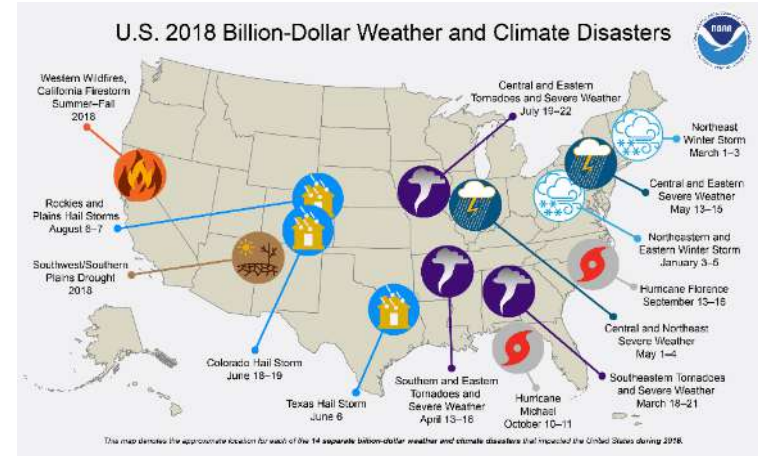 U.S. 2018 Billion-Dollar Weather and Climate Disasters
NOAA
Western Wildfires,
California Firestorm
Summer–Fall
2018
Central and Eastern
Tornadoes and Severe Weather
July 19–22
Northeast
Winter Storm
March 1–3
Rockies and
Plains Hail Storms
August 6–7
Central and Eastern
Severe Weather
May 13–15
Southwest/Southern
Plains Drought
2018
Northeastern and
Eastern Winter Storm
January 3–5
Hurricane Florence
September 13–16
Colorado Hail Storm
June 18–19
Central and Northeast
Severe Weather
May 1–4
Texas Hail Storm
June 6
Southern and Eastern
Tornadoes and
Severe Weather
April 13–16
Hurricane
Michael
October 10–11
Southeastern Tornadoes
and Severe Weather
March 18–21
This map denotes the approximate location for each of the 14 separate billion-dollar weather and climate disasters that impacted the United States during 2018.